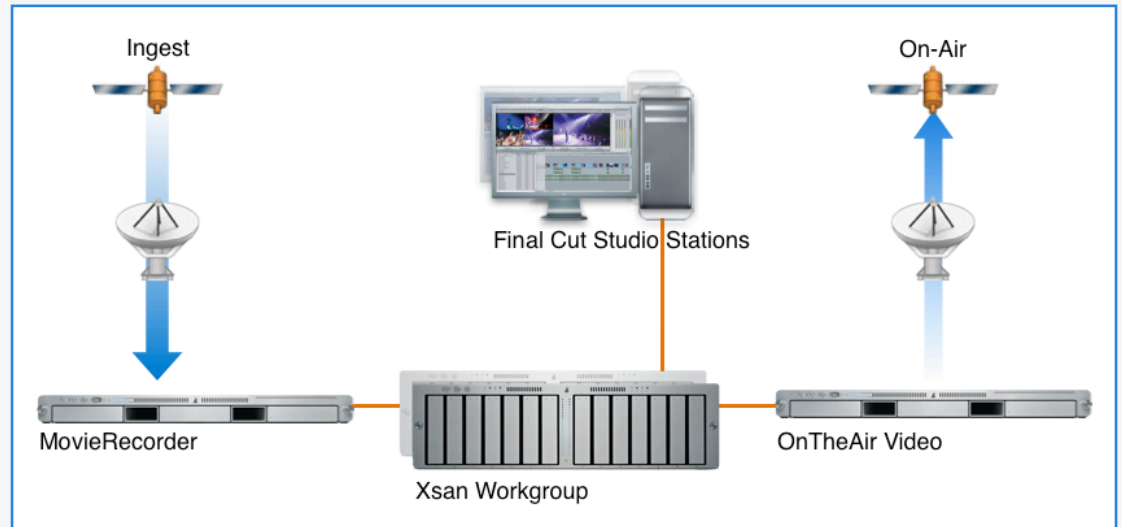 Ingest
On-Air
Final Cut Studio Stations
MovieRecorder
OnTheAir Video
Xsan Workgroup